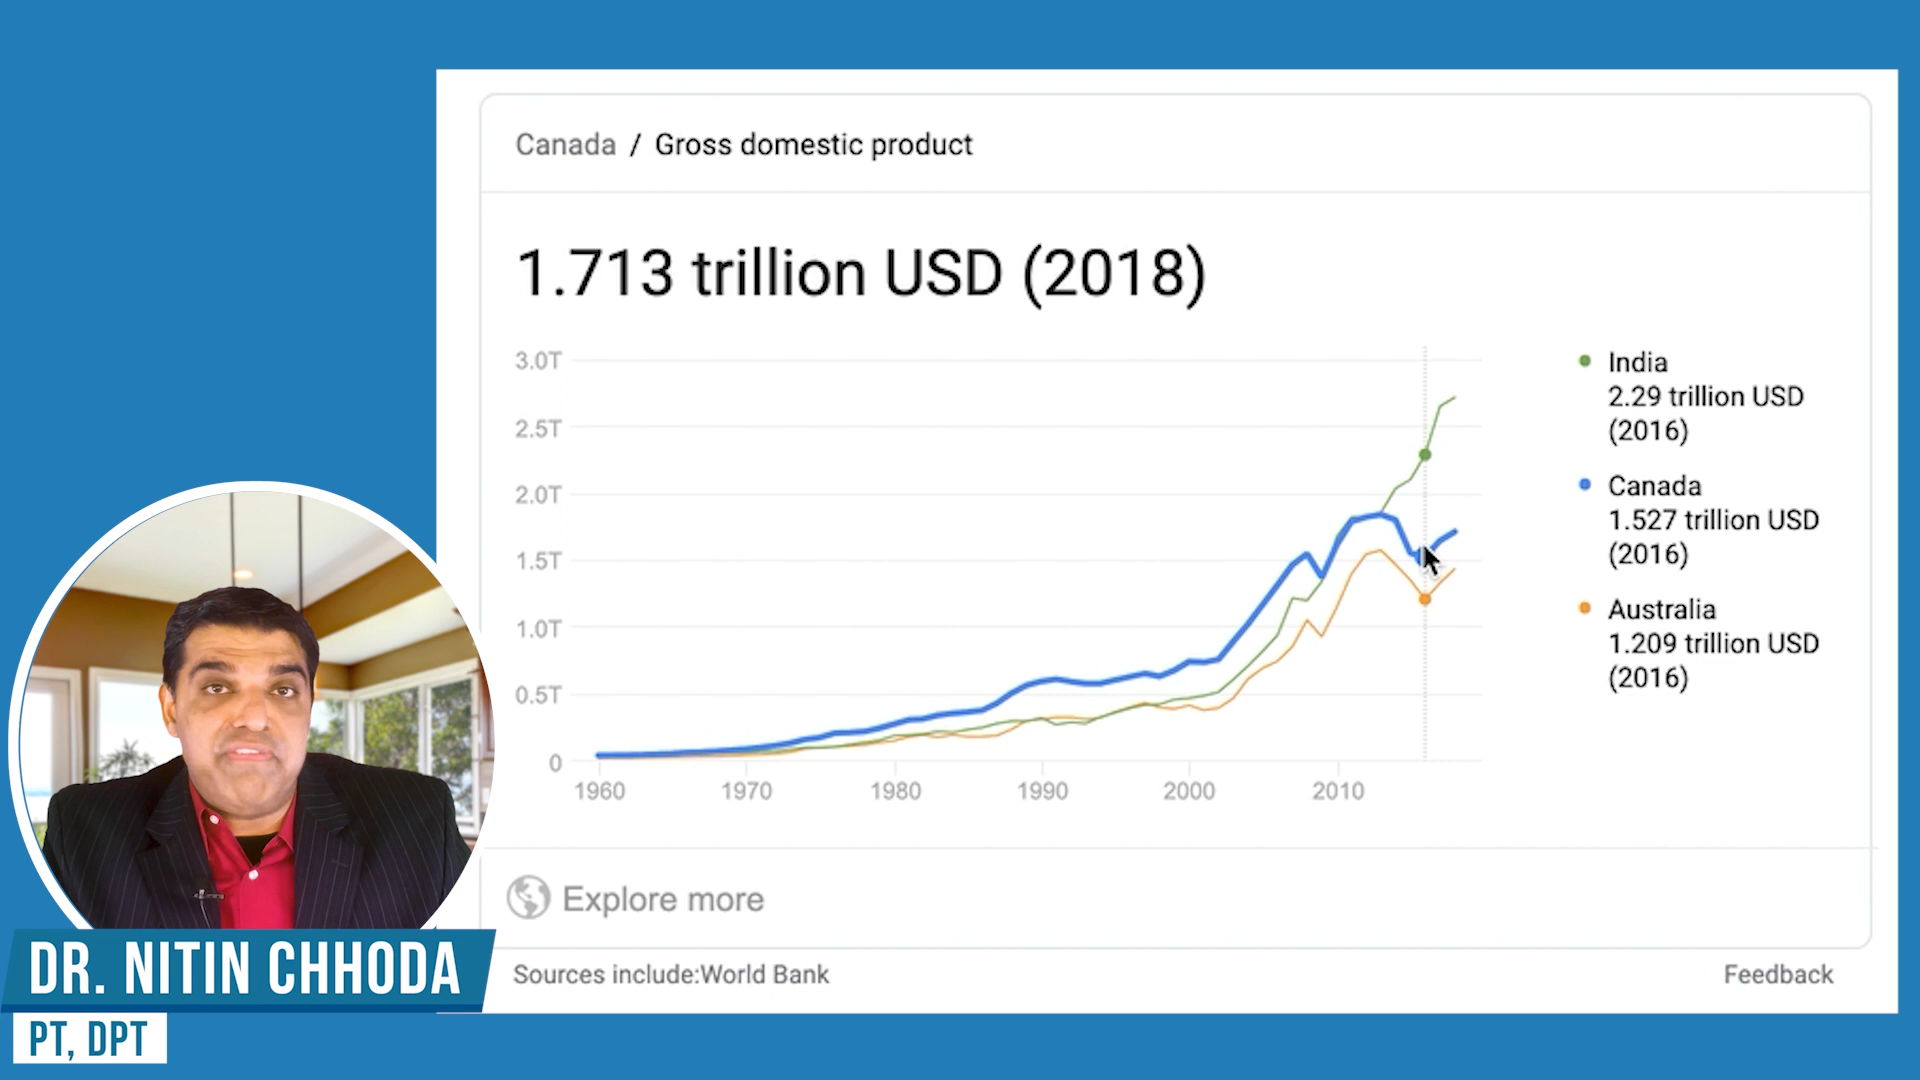 Canada / Gross domestic product
1.713 trillion USD (2018)
3.0T
2.5T
2.0T
1.5T
1.0T
0.5T
0
1960 1970 1980 1990 2000 2010
India
2.29 trillion USD
(2016)
Canada
1.527 trillion USD
(2016)
Australia
1.209 trillion USD
(2016)
Explore more
Sources include:World Bank
Feedback
DR. NITIN CHHODA
PT, DPT